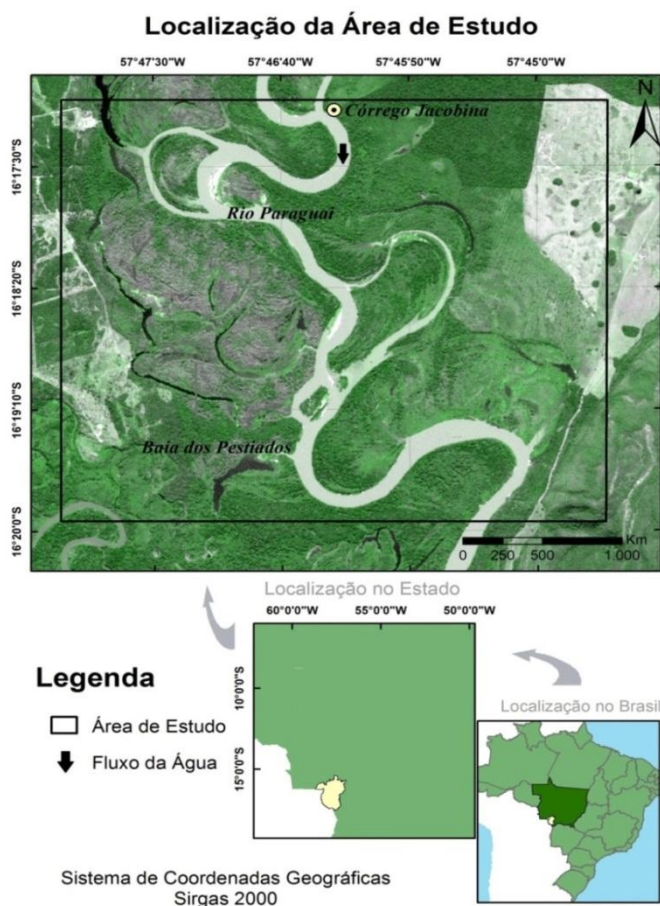 Localização da Área de Estudo
57°47'30"W 57°46'40"W 57°45'50"W 57°45'0"W
N
Córrego Jacobina
16°17'30"S
Rio Paraguai
16°18'20"S
16°19'10"S
Baia dos Pestiados
16°20'0"S
Km
0 250 500 1.000
Localização no Estado
60°0'0"W 55°0'0"W 50°0'0"W
10°0'0"S
15°0'0"S
Legenda
Área de Estudo
Fluxo da Água
Localização no Brasil
Sistema de Coordenadas Geográficas
Sirgas 2000